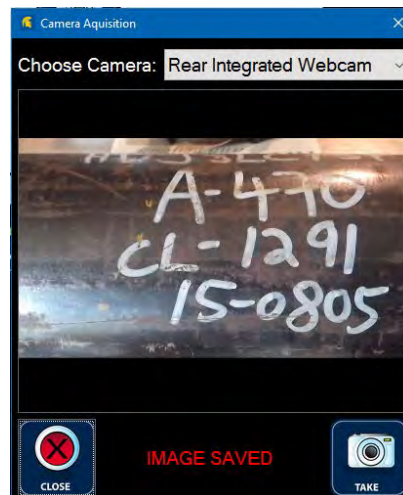 Camera Aquisition
Choose Camera: Rear Integrated Webcam
A-470
CL-1291
15-0805
IMAGE SAVED
CLOSE
TAKE